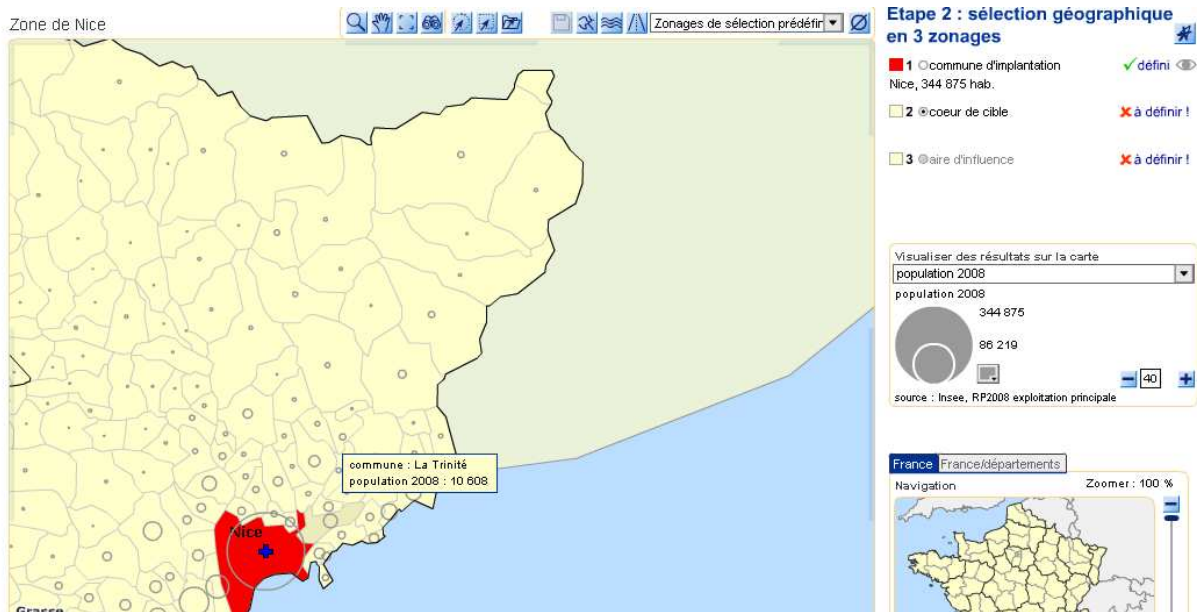 Zone de Nice
Zonages de sélection prédéfir
Etape 2 : sélection géographique
en 3 zonages
1 commune d'implantation
défini
Nice, 344 875 hab.
2 coeur de cible
à définir !
3 aire d'influence
à définir !
Visualiser des résultats sur la carte
population 2008
population 2008
344 875
86 219
40
source : Insee, RP2008 exploitation principale
commune : La Trinité
population 2008 : 10 608
Nice
Grasse
France
France/départements
Navigation
Zoomer : 100 %